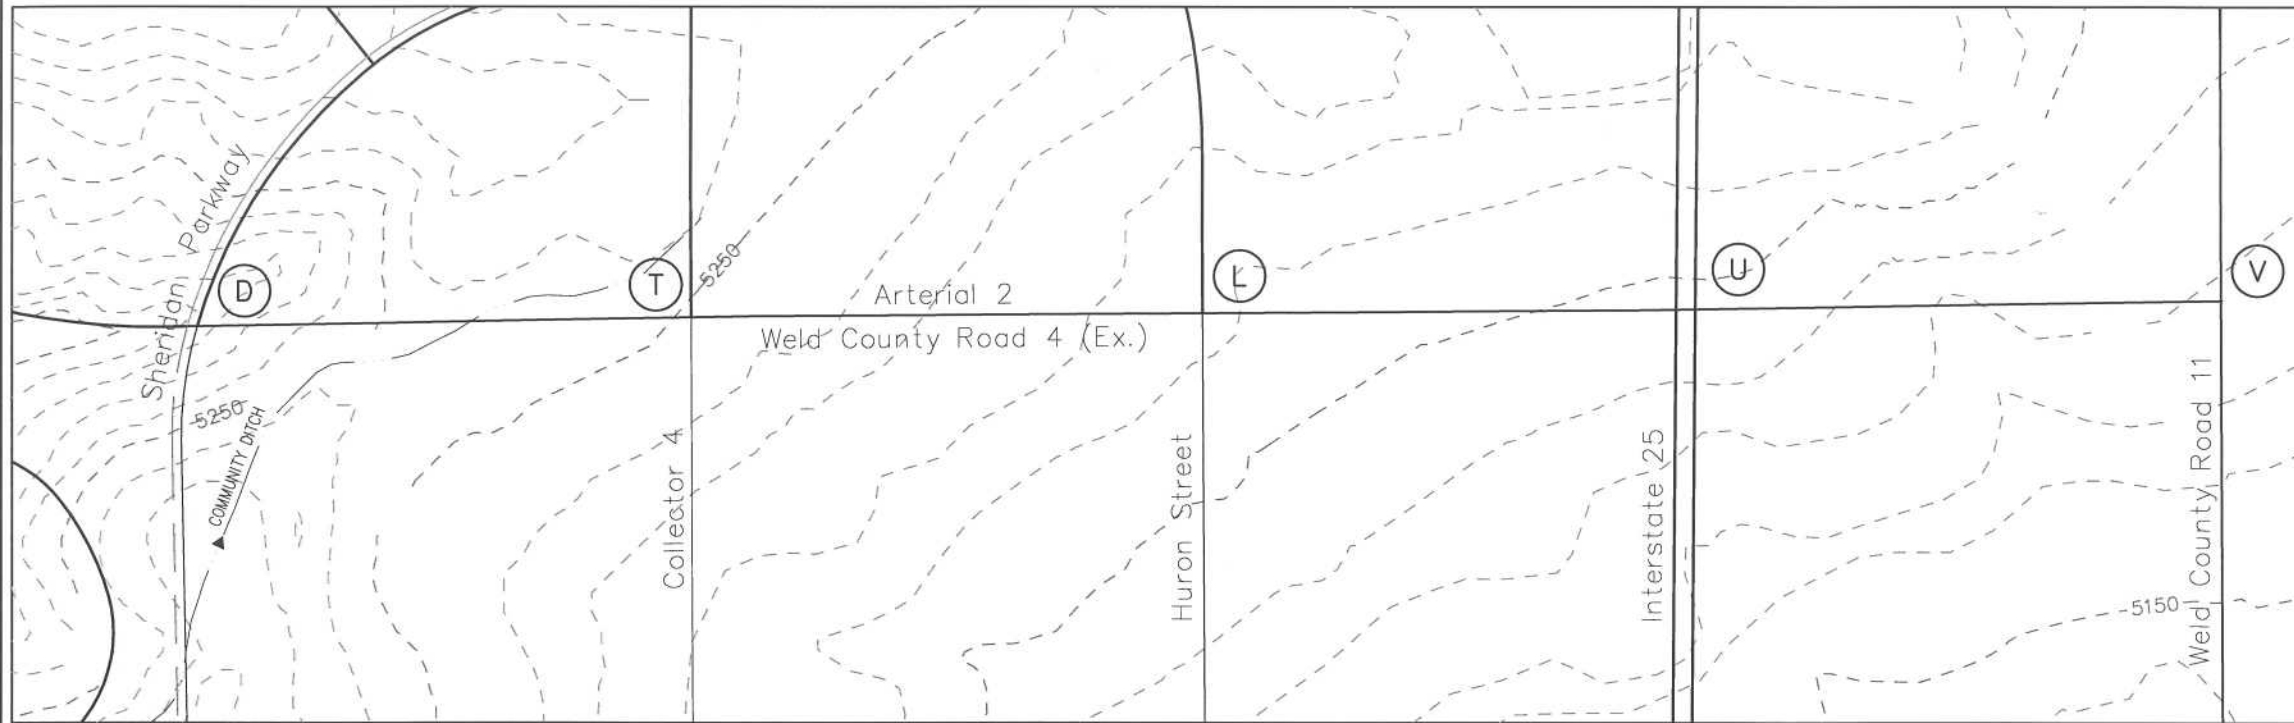 Sheridan Parkway
D
T
5250
Arterial 2
L
U
V
Weld County Road 4 (Ex.)
5250
COMMUNITY DITCH
Collector 4
Huron Street
Interstate 25
Weld County Road 11
5150